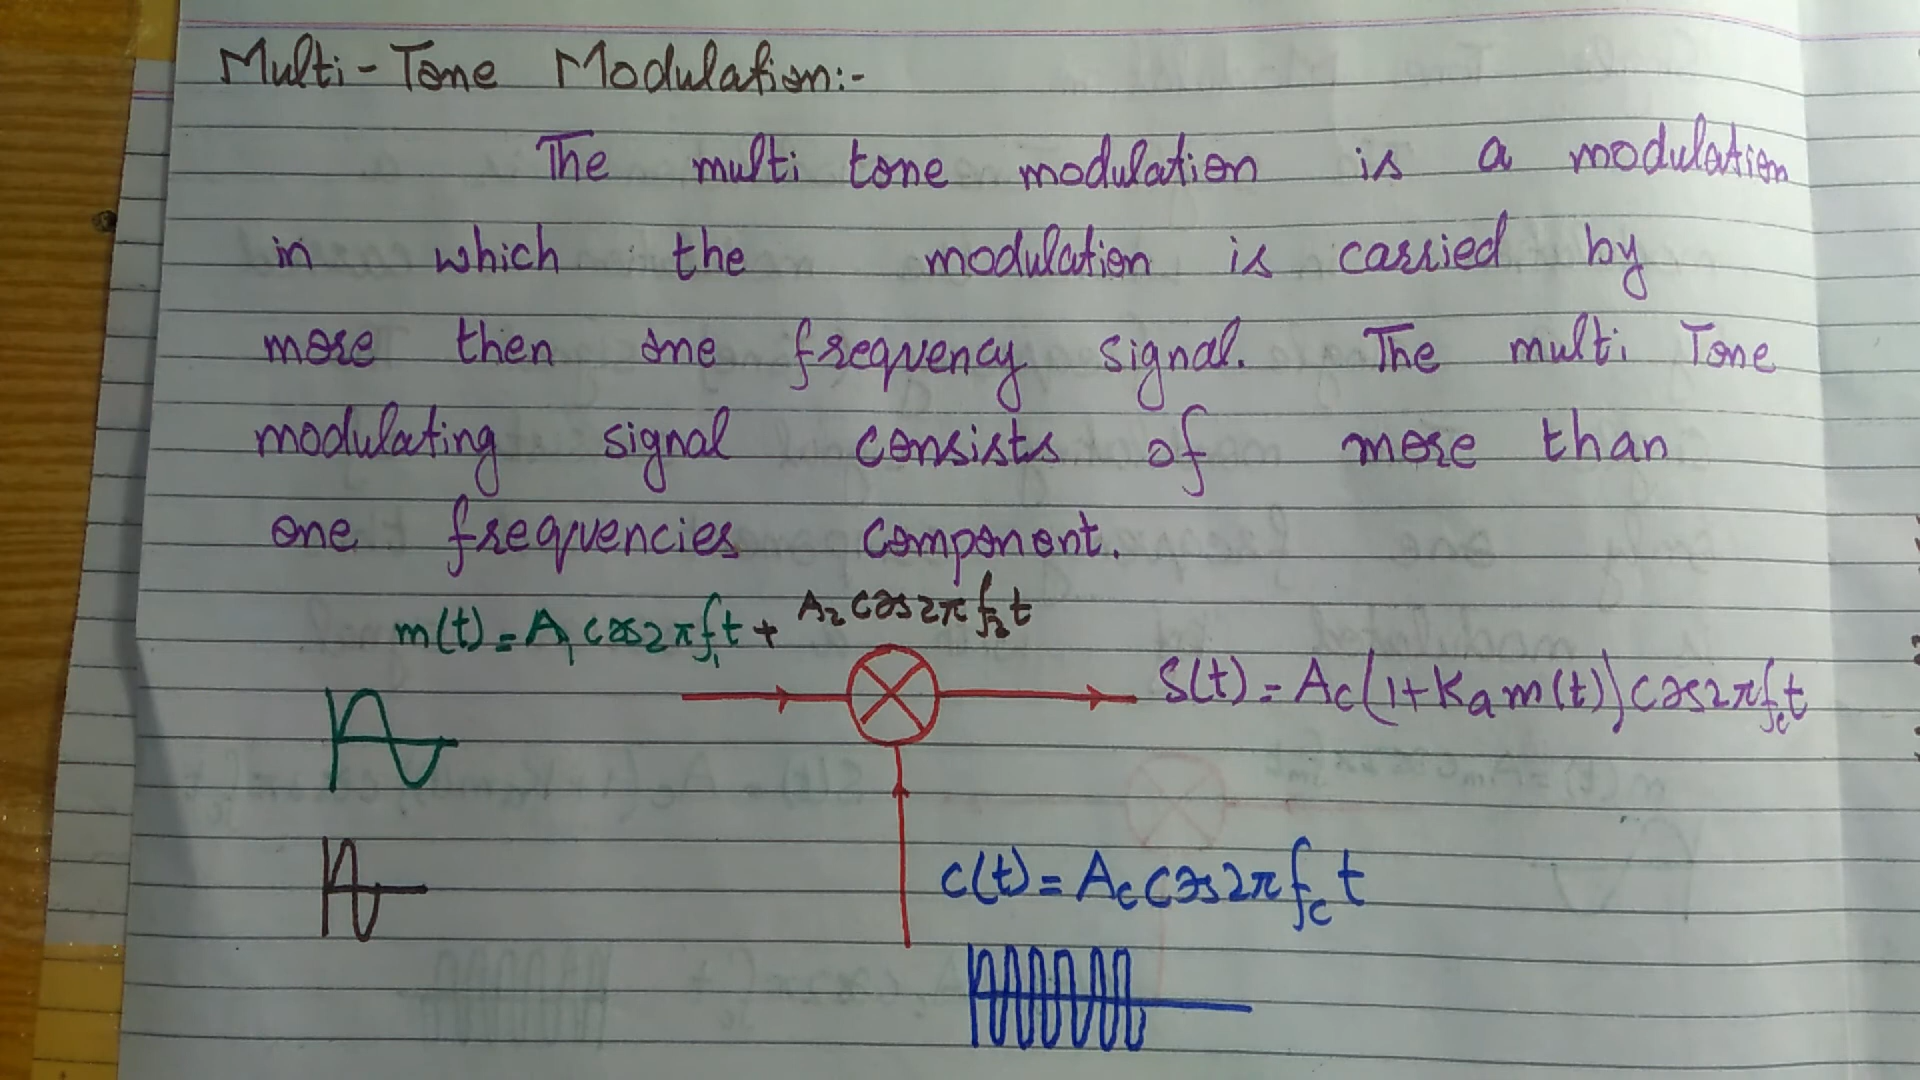 Multi-Tone Modulation:-
The multi tone modulation is a modulation
in which the modulation is carried by
more then one frequency signal. The multi Tone
modulating signal consists of more than
one frequencies component.
m(t) = A₁ cos2πf₁t + A₂ cos2πf₂t
S(t) = Ac(1+Kam(t))cos2πfct
c(t) = Ac cos2πfct